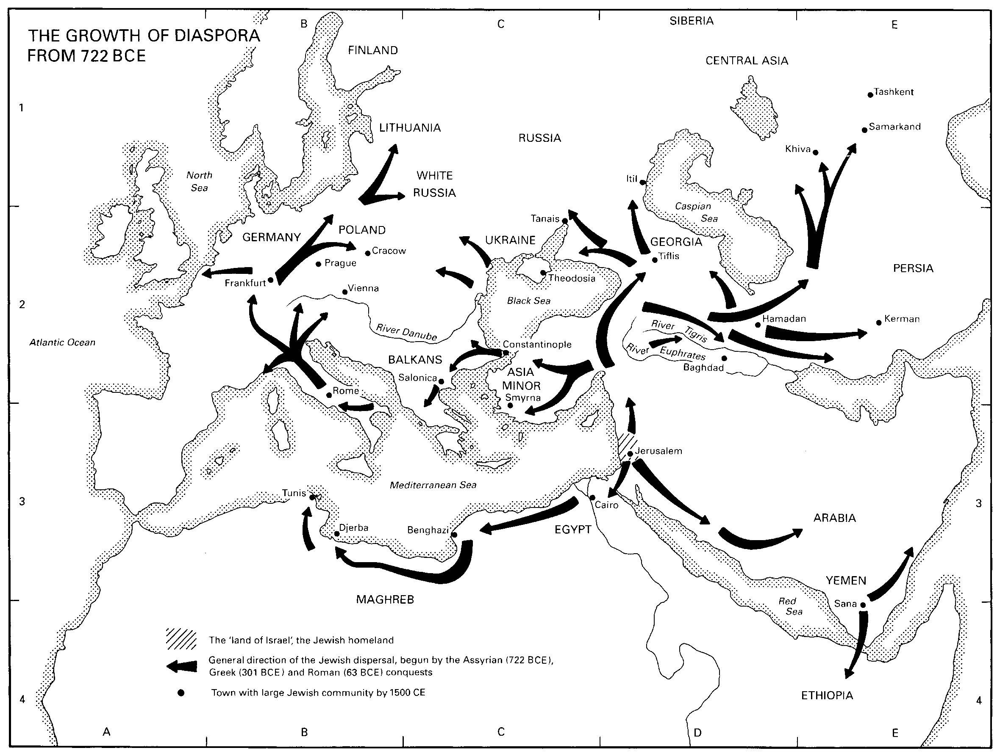 THE GROWTH OF DIASPORA
FROM 722 BCE
B
C
SIBERIA
E
FINLAND
CENTRAL ASIA
Tashkent
1
LITHUANIA
Samarkand
RUSSIA
Khiva
North
Sea
WHITE
RUSSIA
Itil
Caspian
Sea
Tanais
GERMANY
POLAND
UKRAINE
GEORGIA
Cracow
Tiflis
Prague
PERSIA
Theodosia
Frankfurt
Vienna
Black Sea
2
Hamadan
Kerman
River Tigris
River Danube
Atlantic Ocean
Constantinople
River Euphrates
BALKANS
Baghdad
ASIA
MINOR
Salonica
Rome
Smyrna
Jerusalem
Mediterranean Sea
Tunis
3
Cairo
3
ARABIA
Djerba
Benghazi
EGYPT
YEMEN
MAGHREB
Red
Sea
Sana
The 'land of Israel', the Jewish homeland
General direction of the Jewish dispersal, begun by the Assyrian (722 BCE),
Greek (301 BCE) and Roman (63 BCE) conquests
Town with large Jewish community by 1500 CE
ETHIOPIA
4
4
A
B
C
D
E